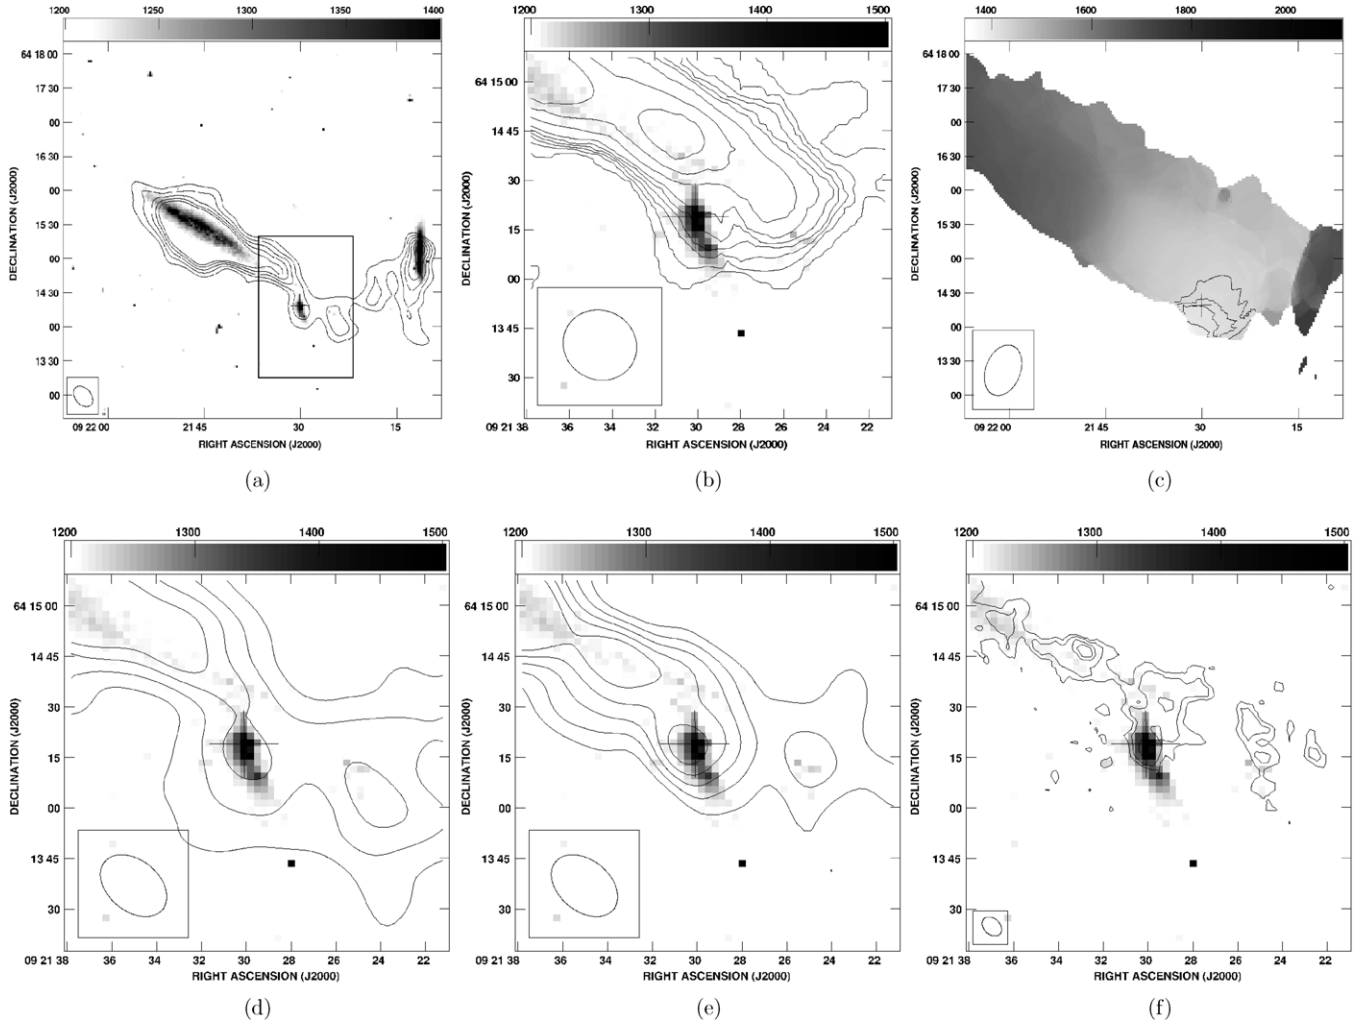 1200 1250 1300 1350 1400
64 18 00
17 30
00
16 30
00
15 30
00
14 30
00
13 30
00
DECLINATION (J2000)
09 22 00 21 45 30 15
RIGHT ASCENSION (J2000)
(a)
1200 1300 1400 1500
64 15 00
14 45
30
15
00
13 45
30
DECLINATION (J2000)
09 21 38 36 34 32 30 28 26 24 22
RIGHT ASCENSION (J2000)
(b)
1400 1600 1800 2000
64 18 00
17 30
00
16 30
00
15 30
00
14 30
00
13 30
00
DECLINATION (J2000)
09 22 00 21 45 30 15
RIGHT ASCENSION (J2000)
(c)
1200 1300 1400 1500
64 15 00
14 45
30
15
00
13 45
30
DECLINATION (J2000)
09 21 38 36 34 32 30 28 26 24 22
RIGHT ASCENSION (J2000)
(d)
1200 1300 1400 1500
64 15 00
14 45
30
15
00
13 45
30
DECLINATION (J2000)
09 21 38 36 34 32 30 28 26 24 22
RIGHT ASCENSION (J2000)
(e)
1200 1300 1400 1500
64 15 00
14 45
30
15
00
13 45
30
DECLINATION (J2000)
09 21 38 36 34 32 30 28 26 24 22
RIGHT ASCENSION (J2000)
(f)